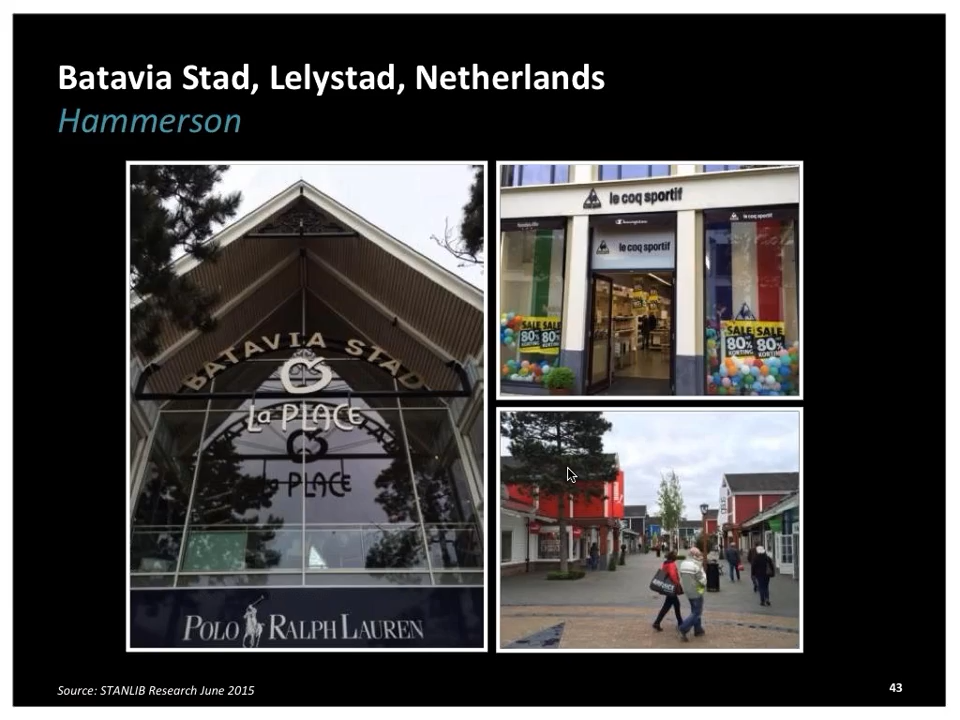 Batavia Stad, Lelystad, Netherlands
Hammerson
BATAVIA STAD
La PLACE
La PLACE
POLO RALPH LAUREN
le coq sportif
le coq sportif
le coq sportif
SALE SALE
80% 80%
KORTING
SALE SALE
80% 80%
KORTING KORTING
Source: STANLIB Research June 2015
43